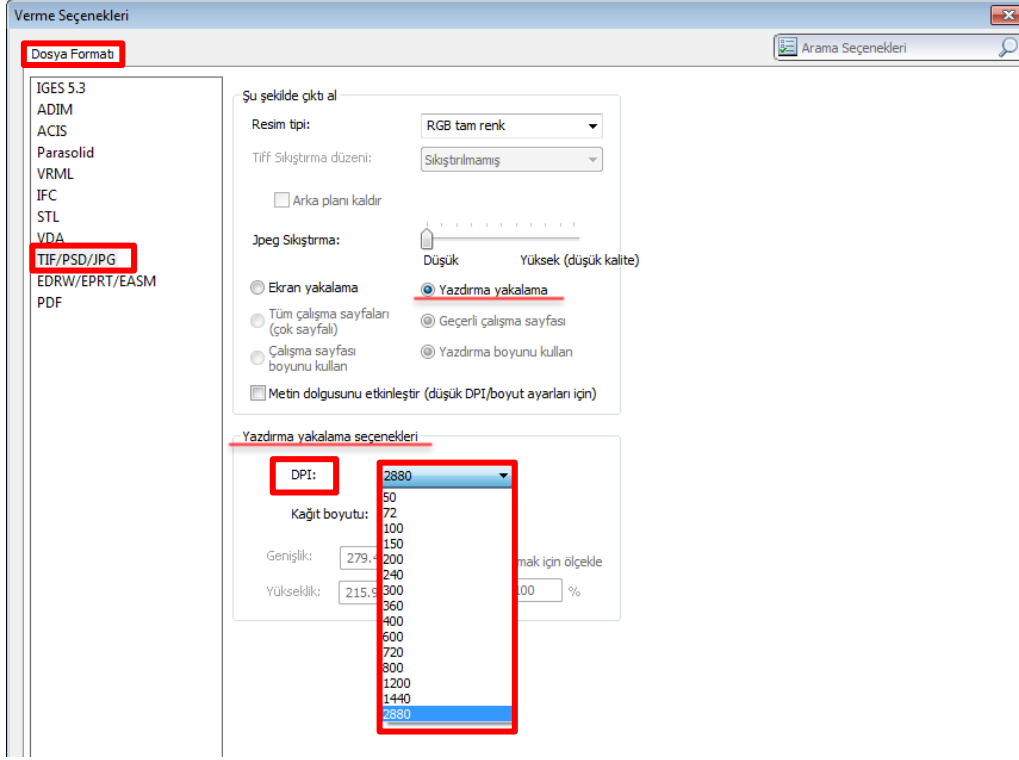 Verme Seçenekleri
Dosya Formatı
Arama Seçenekleri
IGES 5.3
ADIM
ACIS
Parasolid
VRML
IFC
STL
VDA
TIF/PSD/JPG
EDRW/EPRT/EASM
PDF
Şu şekilde çıktı al
Resim tipi: RGB tam renk
Tiff Sıkıştırma düzeni: Sıkıştırılmamış
Arka planı kaldır
Jpeg Sıkıştırma:
Düşük Yüksek (düşük kalite)
Ekran yakalama Yazdırma yakalama
Tüm çalışma sayfaları
(çok sayfalı)
Geçerli çalışma sayfası
Çalışma sayfası
boyunu kullan
Yazdırma boyunu kullan
Metin dolgusunu etkinleştir (düşük DPI/boyut ayarları için)
Yazdırma yakalama seçenekleri
DPI: 2880
50
Kağıt boyutu: 72
100
150
Genişlik: 279.4 200 mak için ölçekle
240
Yükseklik: 215.9 300 100 %
360
400
600
720
800
1200
1440
2880